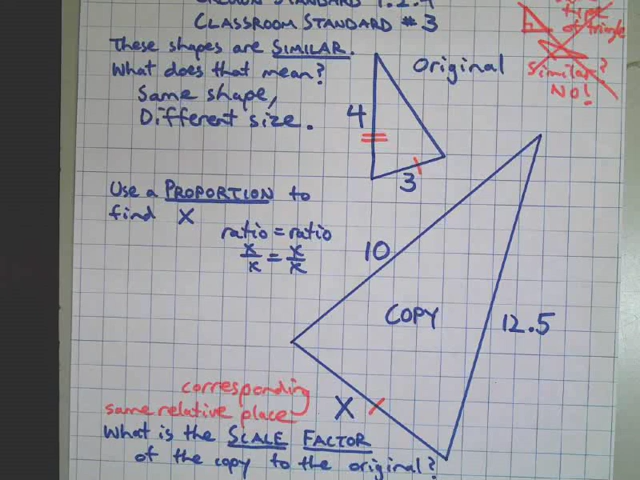 CLASSROOM STANDARD #3
These shapes are SIMILAR.
What does that mean?
Same shape,
Different size.
Original
4
3
of triangle
Similar?
NO!
Use a PROPORTION to
find X
ratio = ratio
x/x = x/x
10
COPY
12.5
corresponding
same relative place
X
What is the SCALE FACTOR
of the copy to the original?